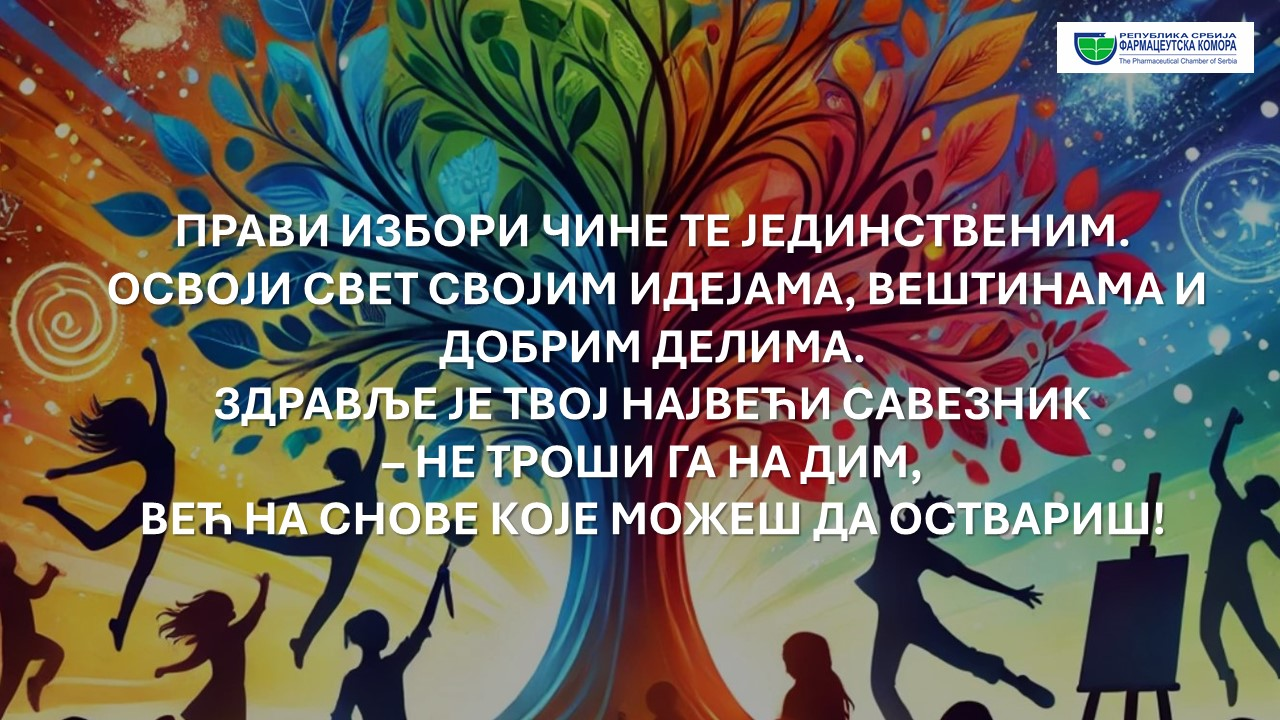 РЕПУБЛИКА СРБИЈА
ФАРМАЦЕУТСКА КОМОРА
The Pharmaceutical Chamber of Serbia
ПРАВИ ИЗБОРИ ЧИНЕ ТЕ ЈЕДИНСТВЕНИМ.
ОСВОЈИ СВЕТ СВОЈИМ ИДЕЈАМА, ВЕШТИНАМА И
ДОБРИМ ДЕЛИМА.
ЗДРАВЉЕ ЈЕ ТВОЈ НАЈВЕЋИ САВЕЗНИК
– НЕ ТРОШИ ГА НА ДИМ,
ВЕЋ НА СНОВЕ КОЈЕ МОЖЕШ ДА ОСТВАРИШ!